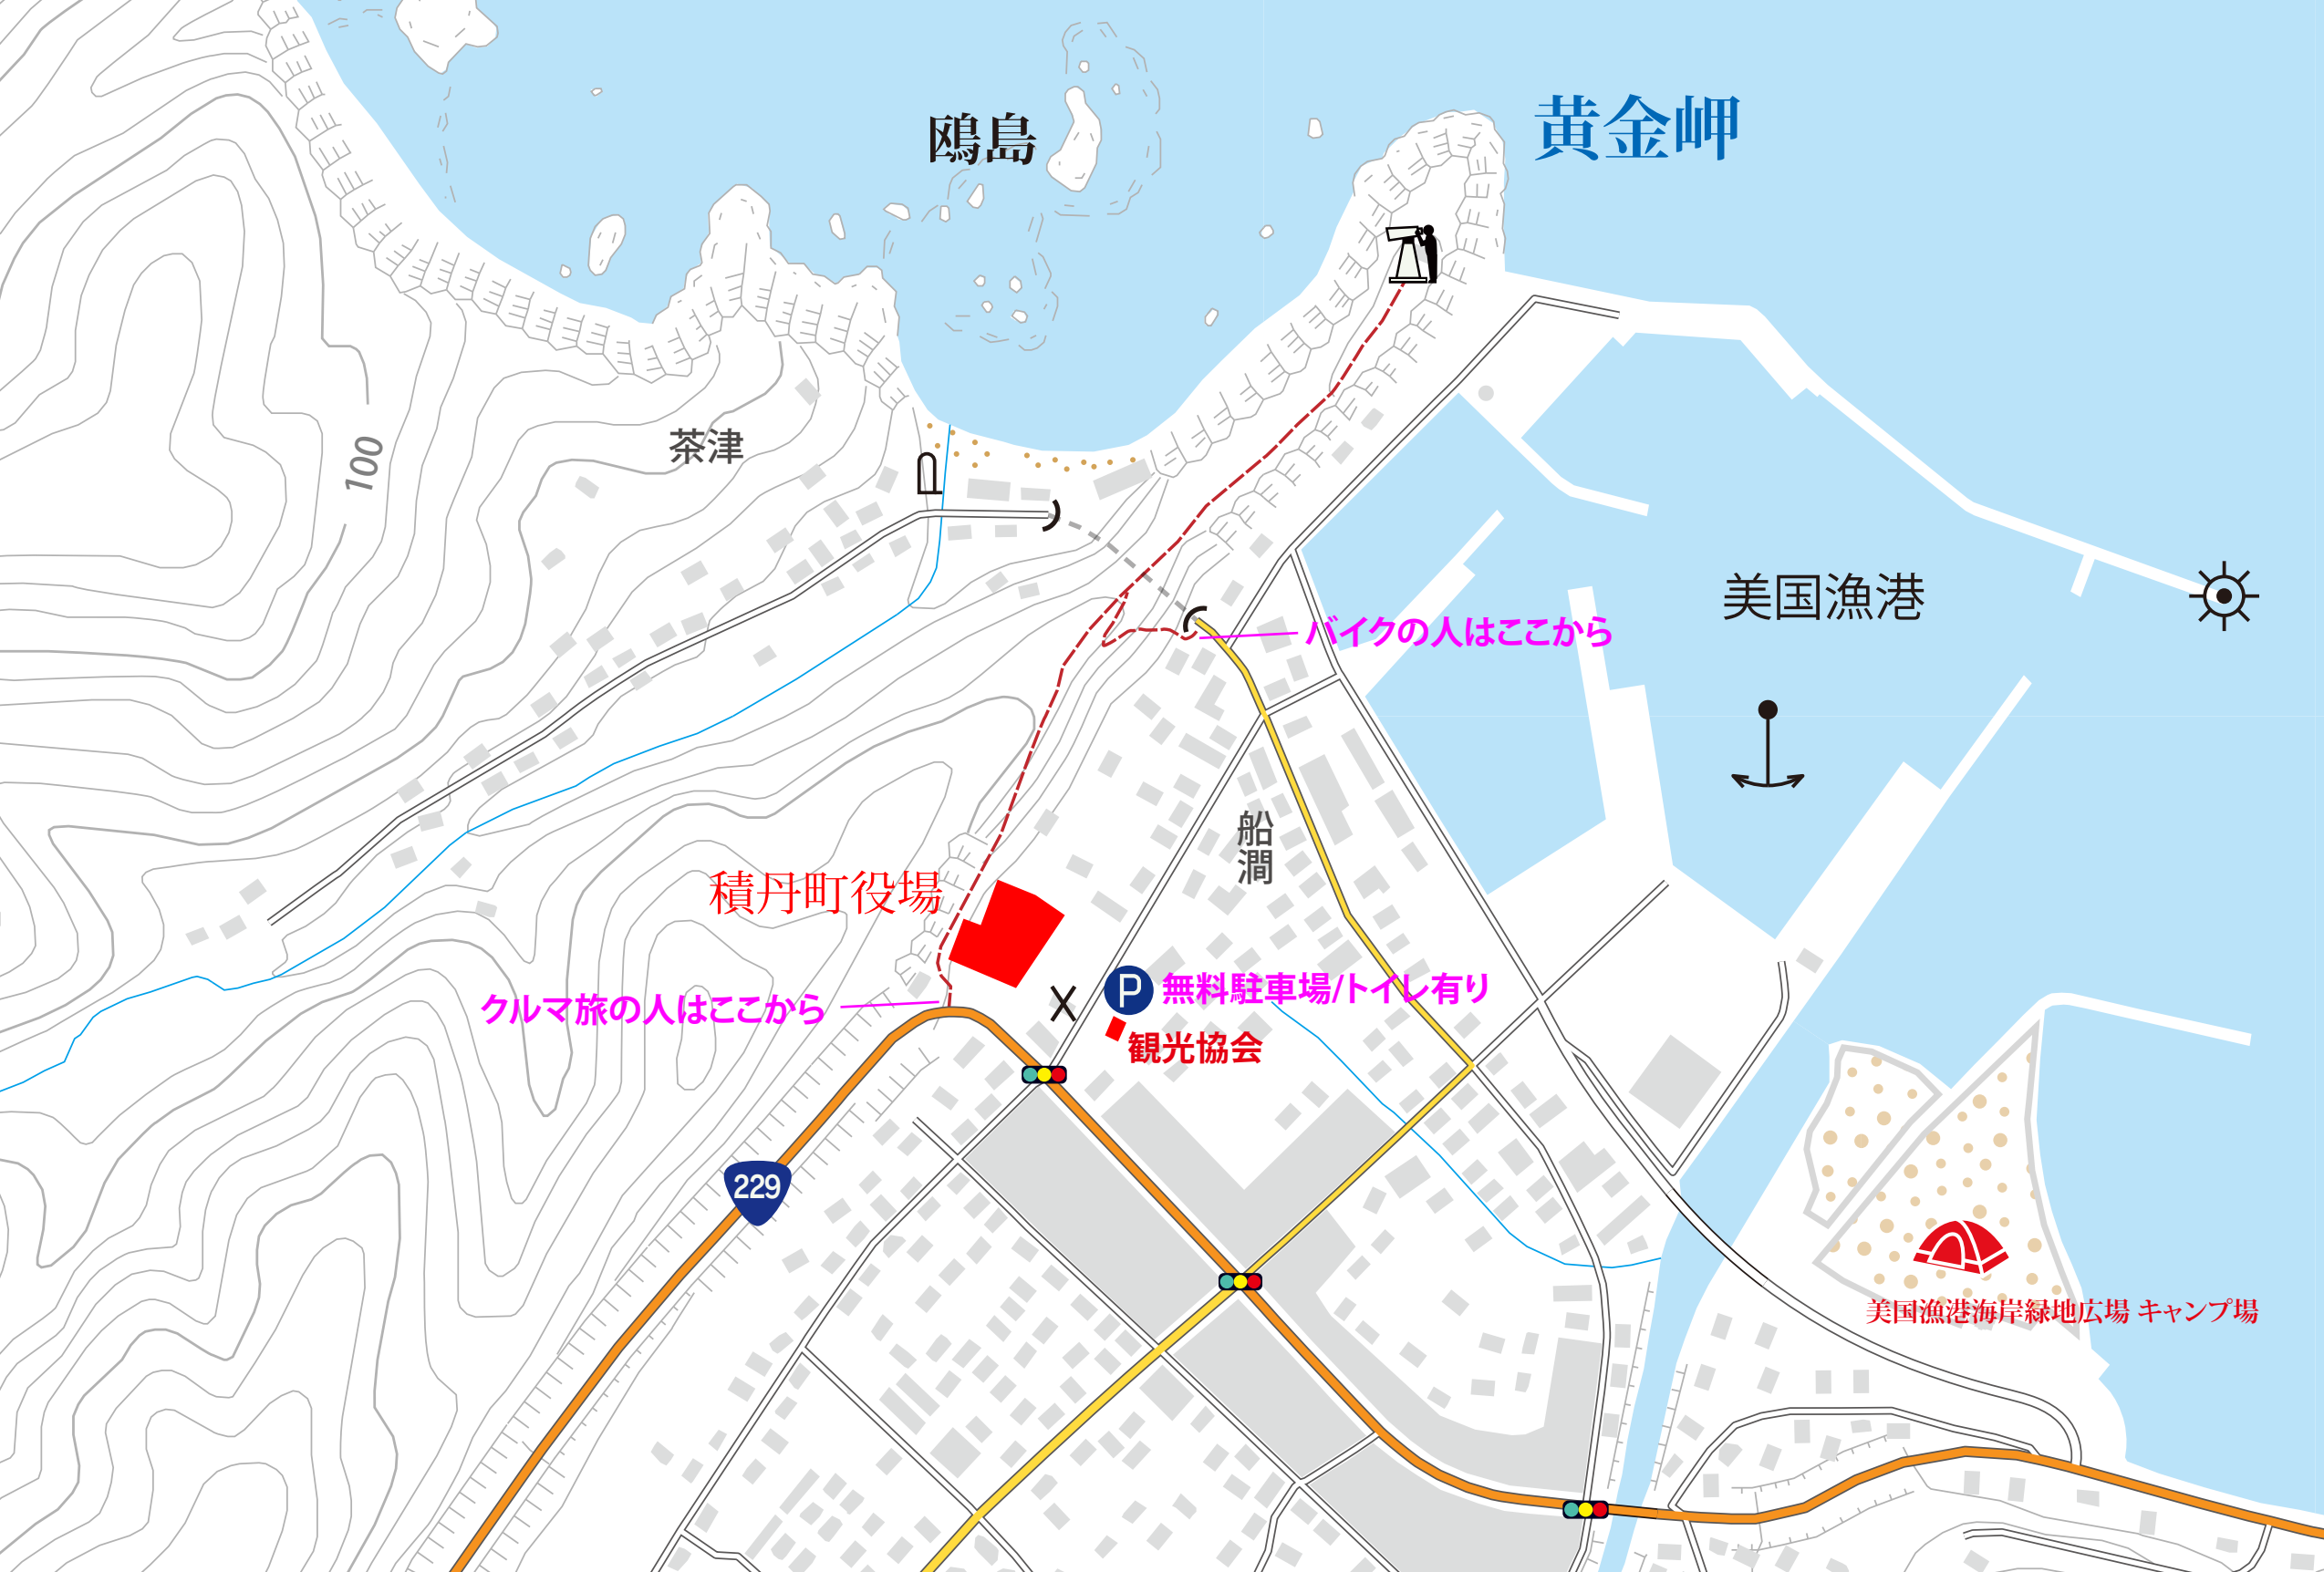 黄金岬
鴎島
茶津
100
美国漁港
バイクの人はここから
船
澗
積丹町役場
無料駐車場/トイレ有り
P
クルマ旅の人はここから
観光協会
229
美国漁港海岸緑地広場 キャンプ場